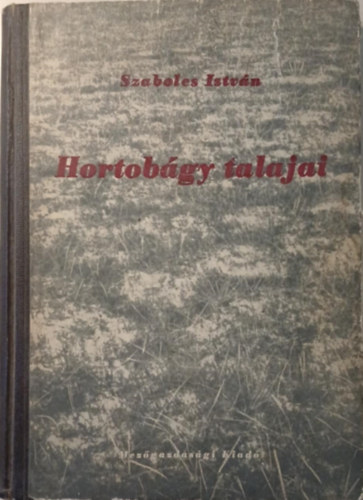 Szabolcs István
Hortobágy talajai
Mezőgazdasági kiadó